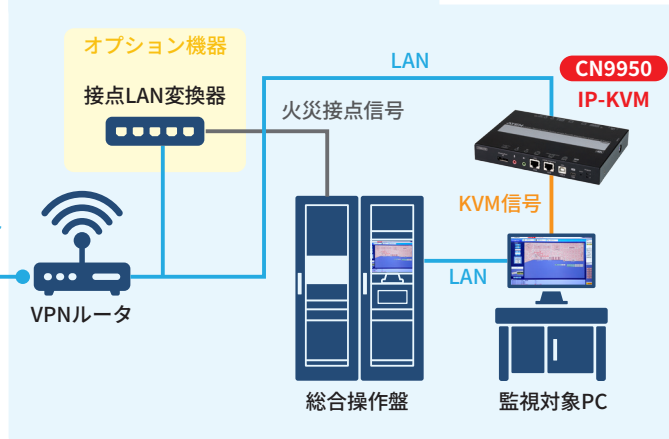 オプション機器
接点LAN変換器
LAN
火災接点信号
CN9950
IP-KVM
KVM信号
LAN
VPNルータ
総合操作盤
監視対象PC